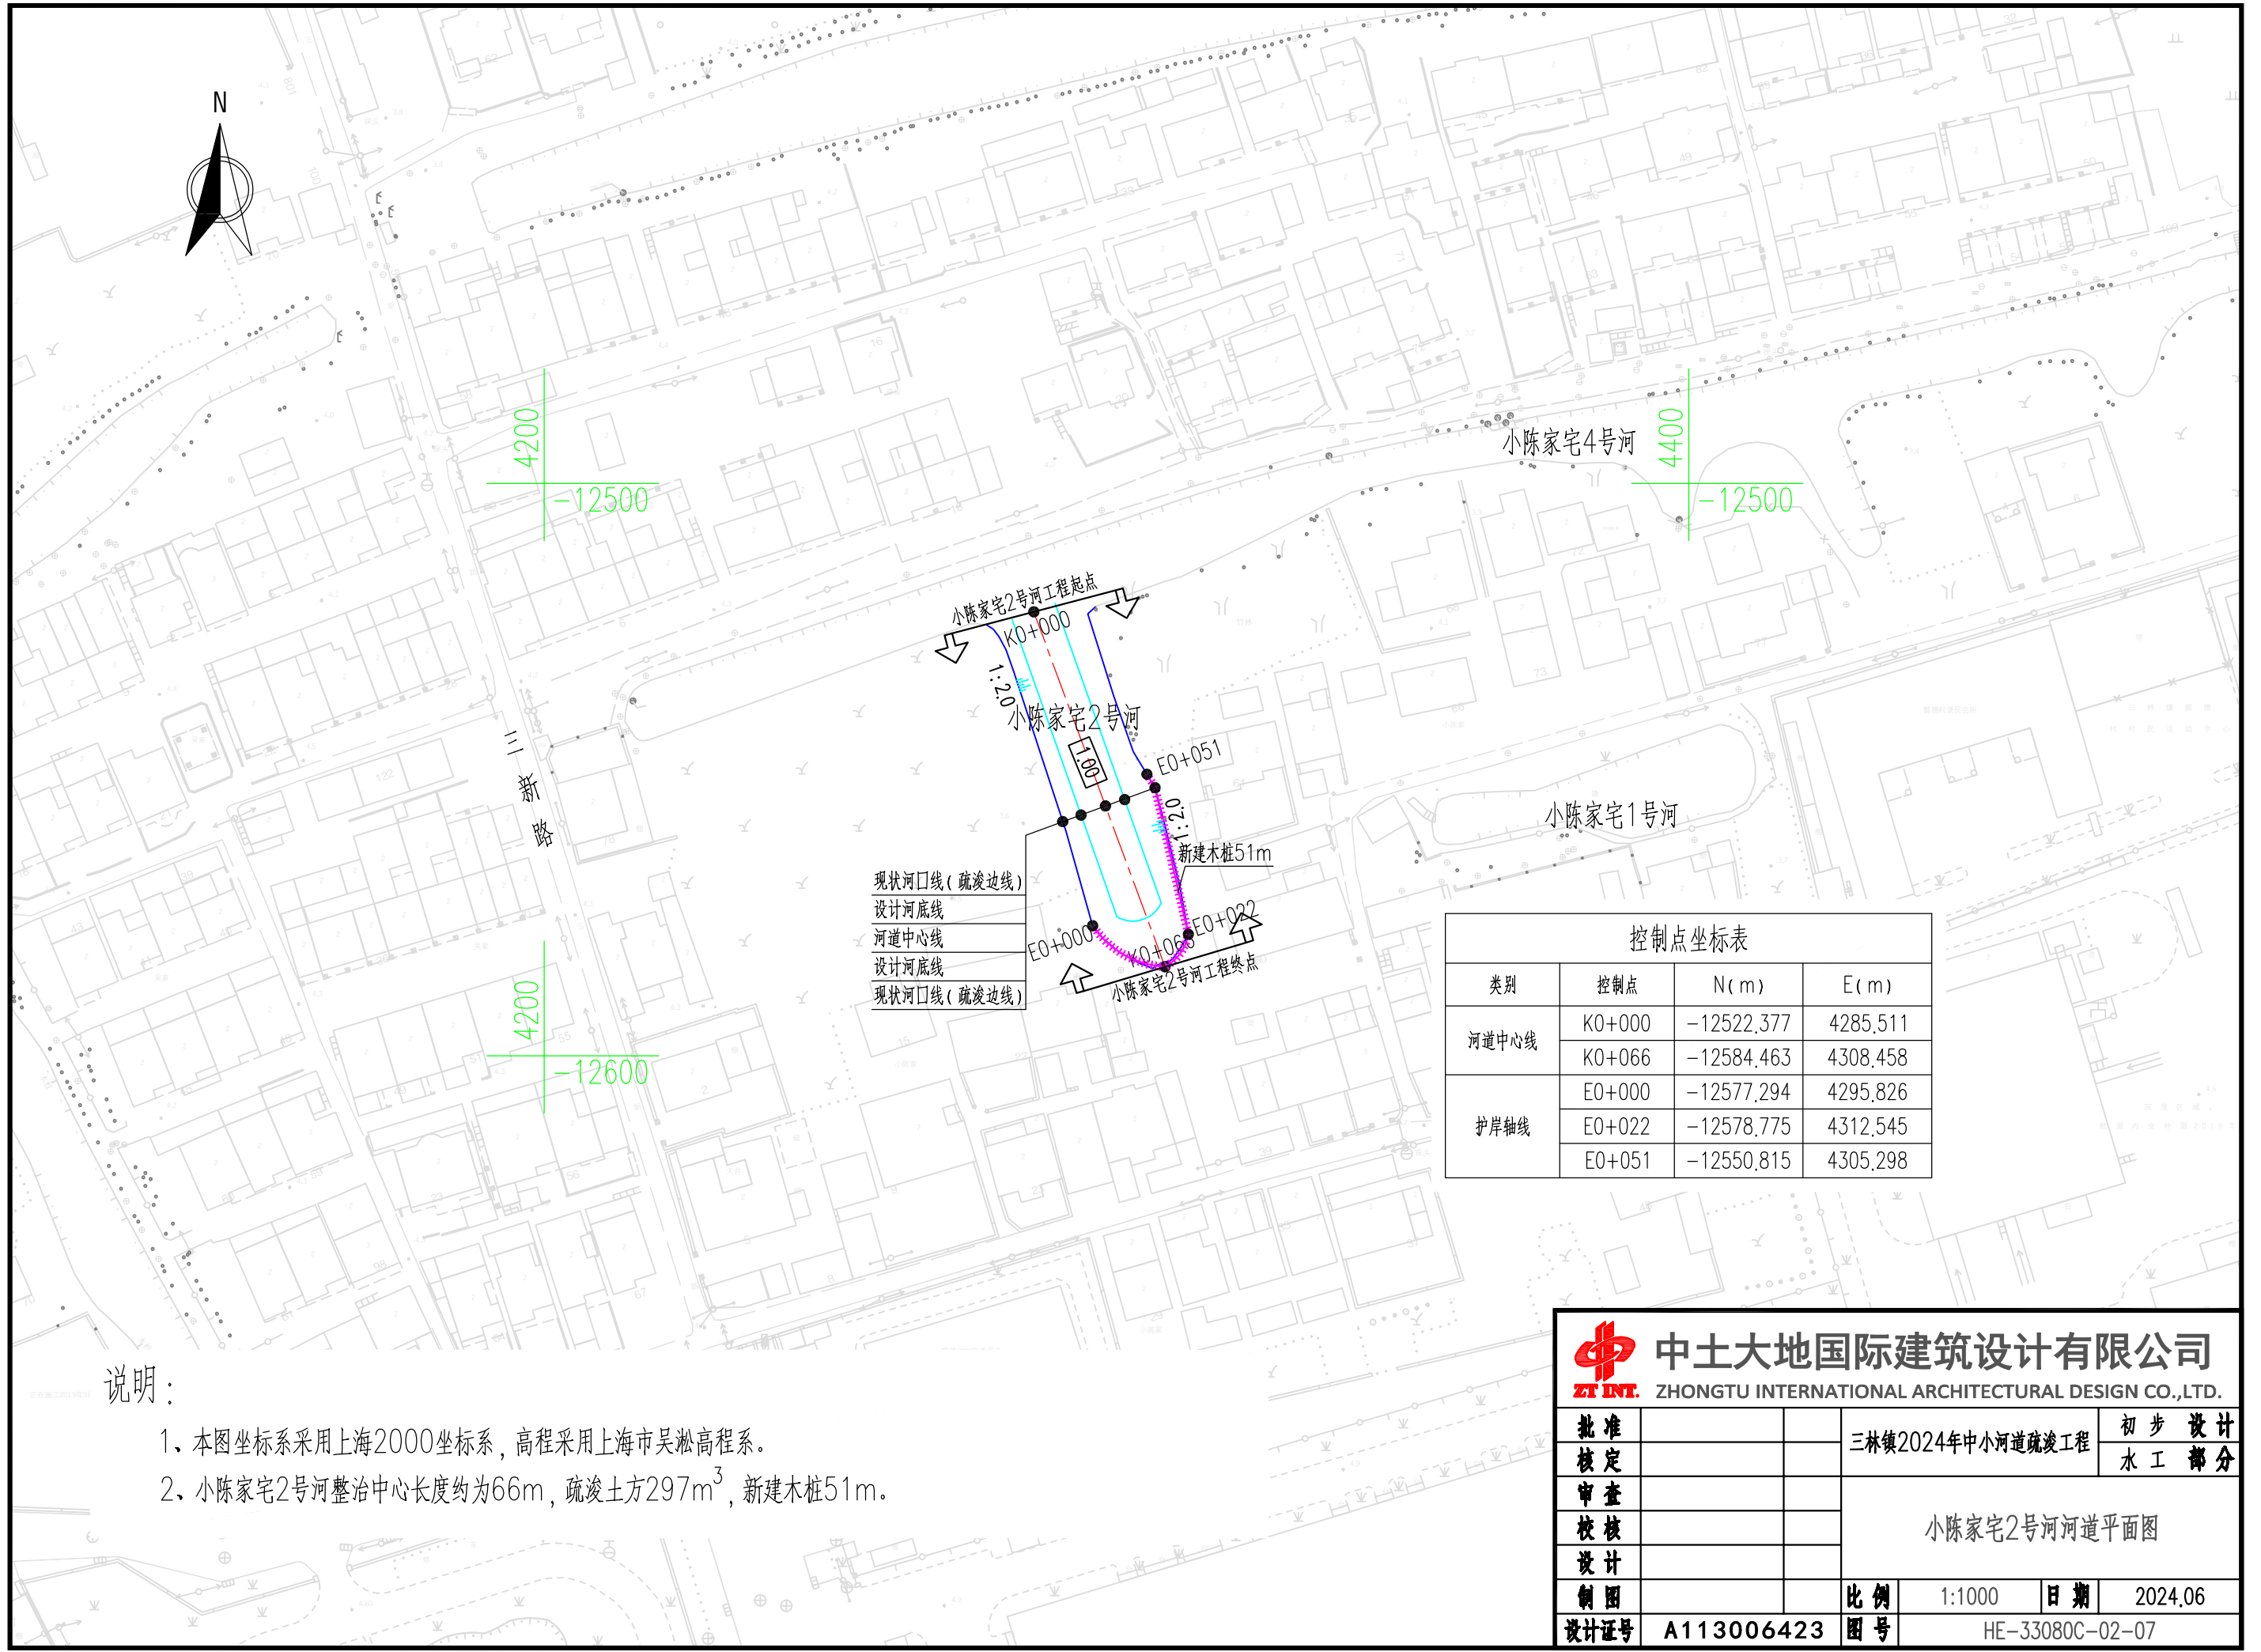 N
4200
-12500
4400
-12500
小陈家宅4号河
小陈家宅2号河工程起点
K0+000
1:2.0
小陈家宅2号河
1.00
E0+051
1:2.0
新建木桩51m
三新路
小陈家宅1号河
现状河口线(疏浚边线)
设计河底线
河道中心线
设计河底线
现状河口线(疏浚边线)
E0+000
K0+066
E0+022
小陈家宅2号河工程终点
4200
-12600
控制点坐标表
类别 控制点 N(m) E(m)
河道中心线 K0+000 -12522.377 4285.511
K0+066 -12584.463 4308.458
护岸轴线 E0+000 -12577.294 4295.826
E0+022 -12578.775 4312.545
E0+051 -12550.815 4305.298
说明:
1、本图坐标系采用上海2000坐标系,高程采用上海市吴淞高程系。
2、小陈家宅2号河整治中心长度约为66m,疏浚土方297m³,新建木桩51m。
ZT INT.
中土大地国际建筑设计有限公司
ZHONGTU INTERNATIONAL ARCHITECTURAL DESIGN CO.,LTD.
批准
核定
审查
校核
设计
制图
设计证号 A113006423
三林镇2024年中小河道疏浚工程
初步 设计
水工 部分
小陈家宅2号河河道平面图
比例 1:1000 日期 2024.06
图号 HE-33080C-02-07